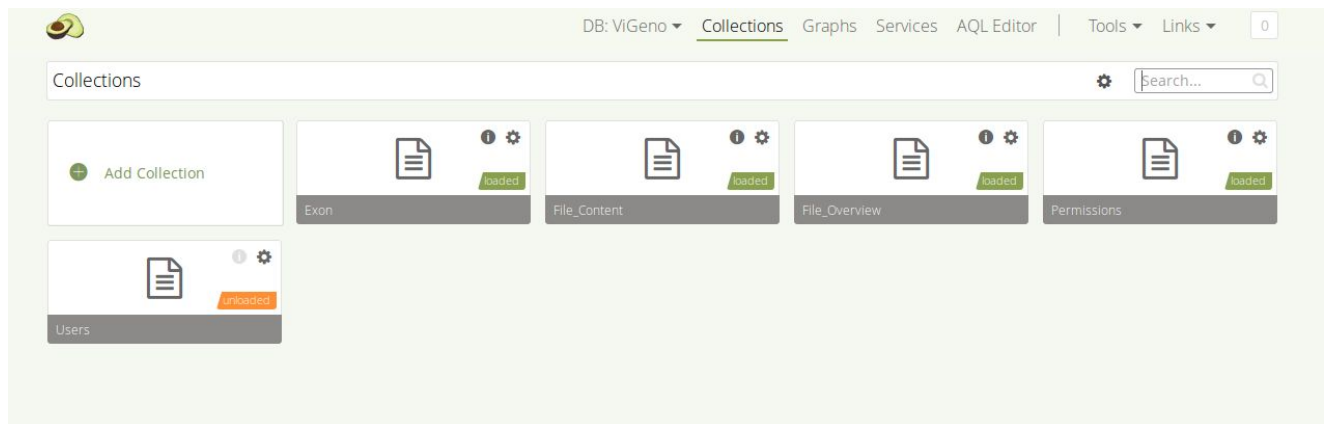 DB: ViGeno Collections Graphs Services AQL Editor Tools Links 0
Collections Search...
Add Collection
loaded loaded loaded loaded
Exon File_Content File_Overview Permissions
unloaded
Users